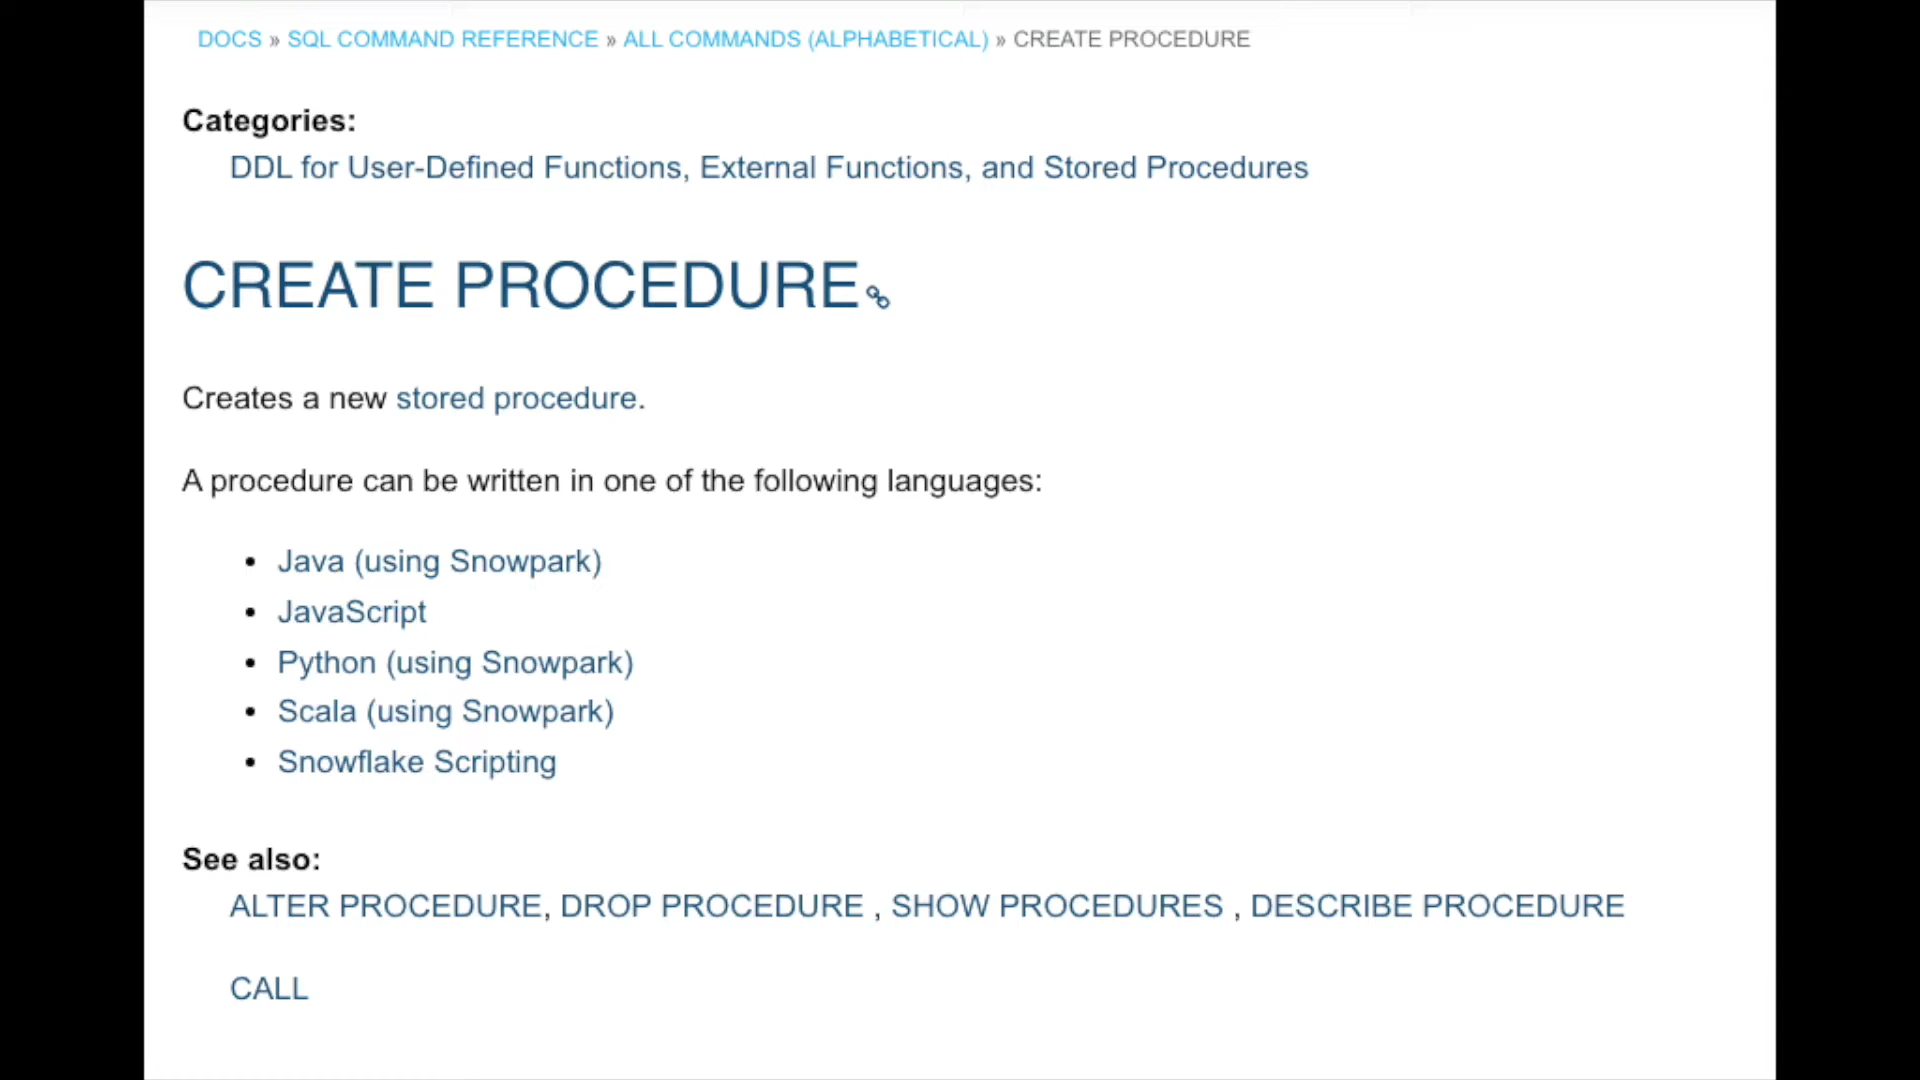 DOCS » SQL COMMAND REFERENCE » ALL COMMANDS (ALPHABETICAL) » CREATE PROCEDURE
Categories:
DDL for User-Defined Functions, External Functions, and Stored Procedures
CREATE PROCEDURE
Creates a new stored procedure.
A procedure can be written in one of the following languages:
• Java (using Snowpark)
• JavaScript
• Python (using Snowpark)
• Scala (using Snowpark)
• Snowflake Scripting
See also:
ALTER PROCEDURE, DROP PROCEDURE , SHOW PROCEDURES , DESCRIBE PROCEDURE
CALL